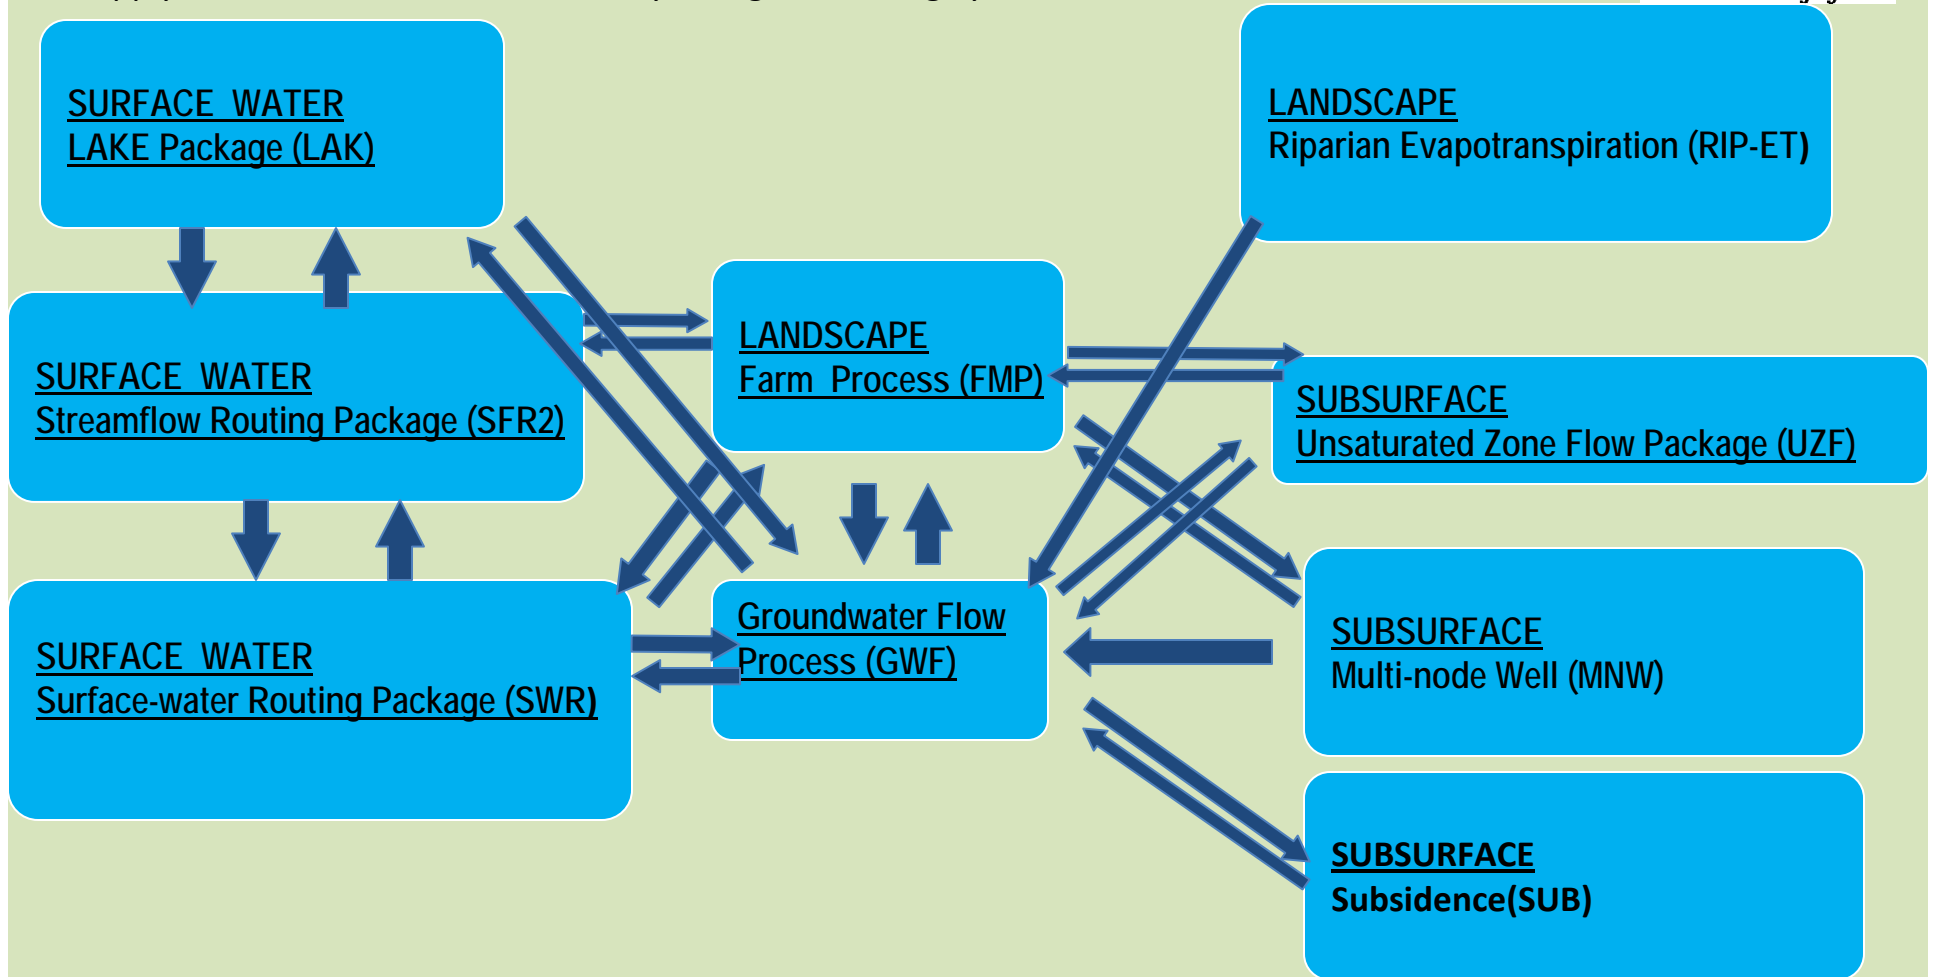 SURFACE WATER
LAKE Package (LAK)
LANDSCAPE
Riparian Evapotranspiration (RIP-ET)
SURFACE WATER
Streamflow Routing Package (SFR2)
LANDSCAPE
Farm Process (FMP)
SUBSURFACE
Unsaturated Zone Flow Package (UZF)
SURFACE WATER
Surface-water Routing Package (SWR)
Groundwater Flow
Process (GWF)
SUBSURFACE
Multi-node Well (MNW)
SUBSURFACE
Subsidence(SUB)